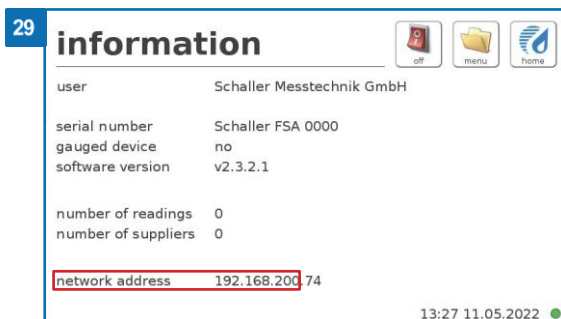 29
information
off
menu
home
user Schaller Messtechnik GmbH
serial number Schaller FSA 0000
gauged device no
software version v2.3.2.1
number of readings 0
number of suppliers 0
network address 192.168.200.74
13:27 11.05.2022